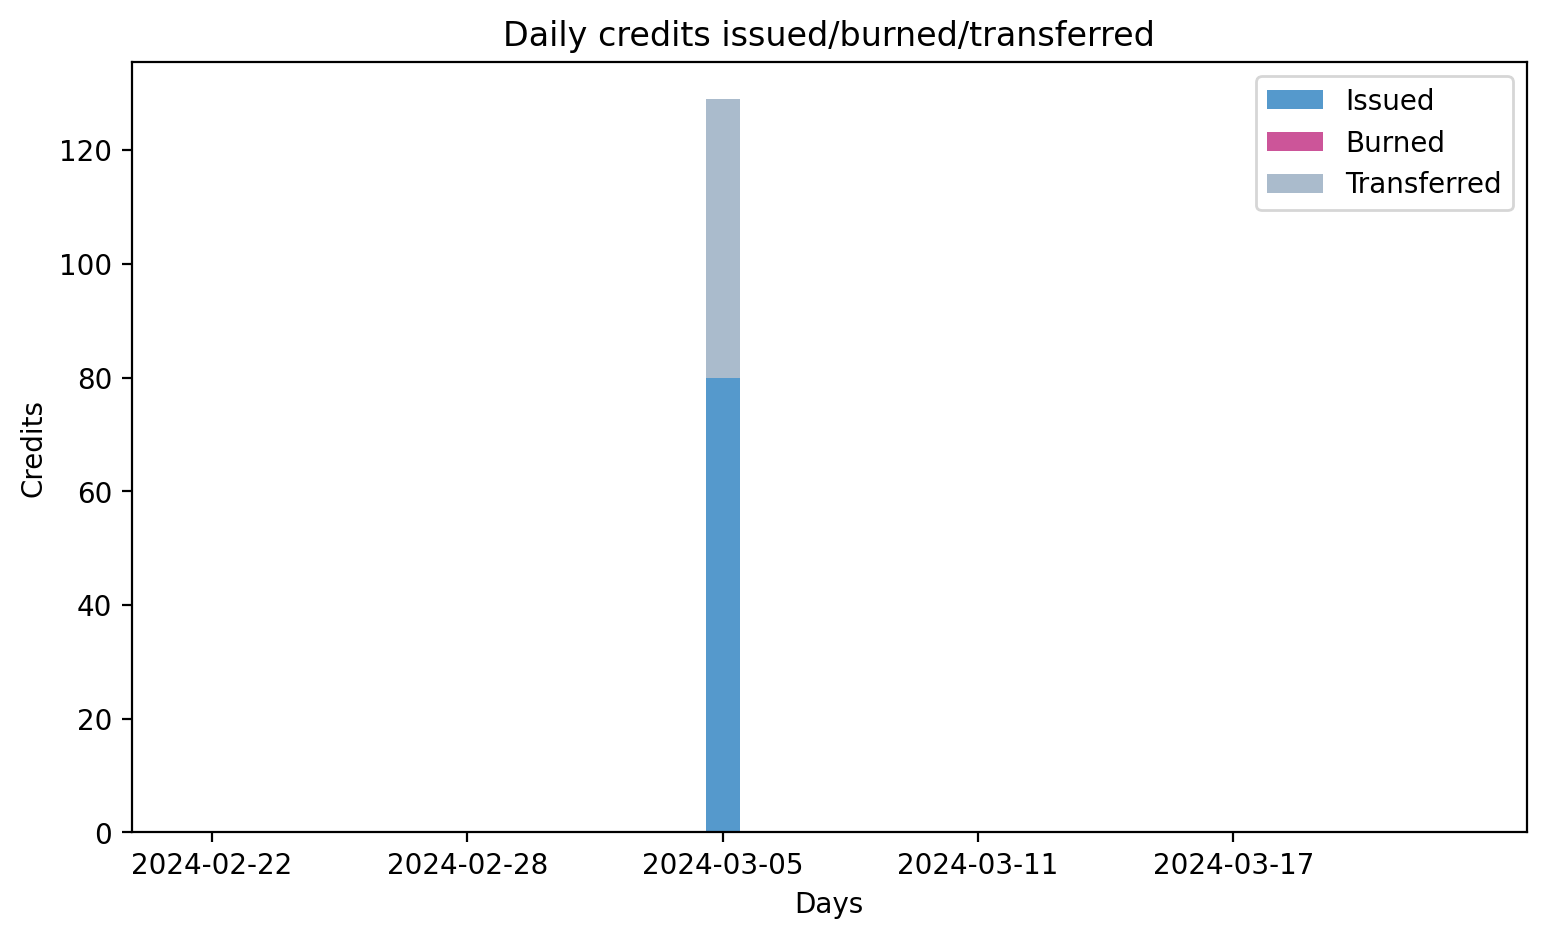 Daily credits issued/burned/transferred
Issued
Burned
Transferred
120
100
80
60
40
20
0
Credits
2024-02-22 2024-02-28 2024-03-05 2024-03-11 2024-03-17
Days